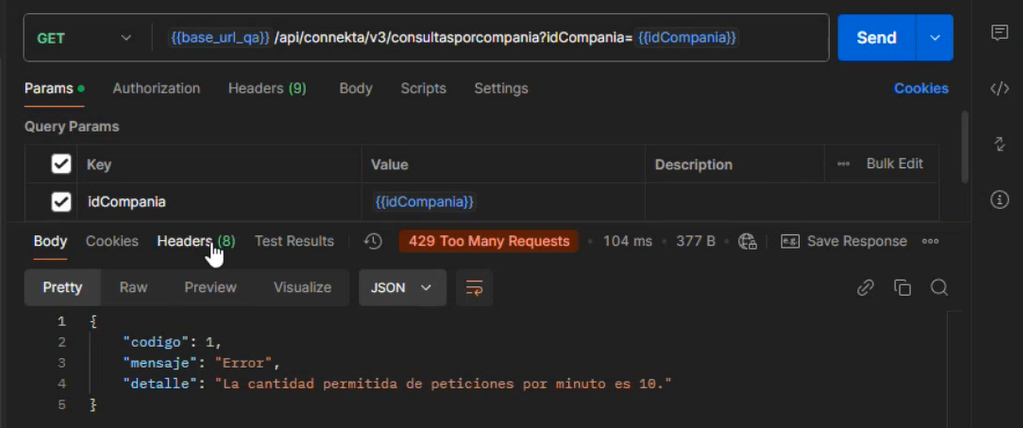 GET {{base_url_qa}} /api/connekta/v3/consultasporcompania?idCompania= {{idCompania}} Send
Params Authorization Headers (9) Body Scripts Settings Cookies
Query Params
Key Value Description Bulk Edit
idCompania {{idCompania}}
Body Cookies Headers (8) Test Results 429 Too Many Requests 104 ms 377 B e.g. Save Response
Pretty Raw Preview Visualize JSON
1 {
2 "codigo": 1,
3 "mensaje": "Error",
4 "detalle": "La cantidad permitida de peticiones por minuto es 10."
5 }